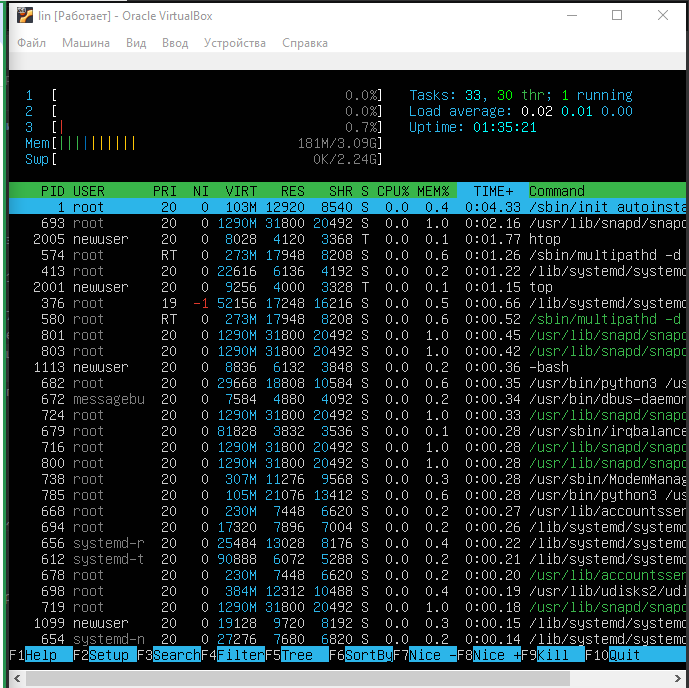 lin [Работает] - Oracle VirtualBox
Файл Машина Вид Ввод Устройства Справка
1 [ 0.0%] Tasks: 33, 30 thr; 1 running
2 [ 0.0%] Load average: 0.02 0.01 0.00
3 [| 0.7%] Uptime: 01:35:21
Mem[|||||||||| 181M/3.09G]
Swp[ 0K/2.24G]
PID USER PRI NI VIRT RES SHR S CPU% MEM% TIME+ Command
1 root 20 0 103M 12920 8540 S 0.0 0.4 0:04.33 /sbin/init autoinsta
693 root 20 0 1290M 31800 20492 S 0.0 1.0 0:02.16 /usr/lib/snapd/snapd
2005 newuser 20 0 8028 4120 3368 T 0.0 0.1 0:01.77 htop
574 root RT 0 273M 17948 8208 S 0.0 0.6 0:01.26 /sbin/multipathd -d
413 root 20 0 22616 6136 4192 S 0.0 0.2 0:01.22 /lib/systemd/systemd
2001 newuser 20 0 9256 4000 3328 T 0.0 0.1 0:01.15 top
376 root 19 -1 52156 17248 16216 S 0.0 0.5 0:00.66 /lib/systemd/systemd
580 root RT 0 273M 17948 8208 S 0.0 0.6 0:00.52 /sbin/multipathd -d
801 root 20 0 1290M 31800 20492 S 0.0 1.0 0:00.45 /usr/lib/snapd/snapd
803 root 20 0 1290M 31800 20492 S 0.0 1.0 0:00.42 /usr/lib/snapd/snapd
1113 newuser 20 0 8836 6132 3848 S 0.0 0.2 0:00.36 -bash
682 root 20 0 29668 18808 10584 S 0.0 0.6 0:00.35 /usr/bin/python3 /us
672 messagebu 20 0 7584 4880 4092 S 0.0 0.2 0:00.34 /usr/bin/dbus-daemon
724 root 20 0 1290M 31800 20492 S 0.0 1.0 0:00.33 /usr/lib/snapd/snapd
679 root 20 0 81828 3832 3536 S 0.0 0.1 0:00.28 /usr/sbin/irqbalance
716 root 20 0 1290M 31800 20492 S 0.0 1.0 0:00.28 /usr/lib/snapd/snapd
800 root 20 0 1290M 31800 20492 S 0.0 1.0 0:00.28 /usr/lib/snapd/snapd
738 root 20 0 307M 11276 9568 S 0.0 0.3 0:00.28 /usr/sbin/ModemManag
785 root 20 0 105M 21076 13412 S 0.0 0.6 0:00.28 /usr/bin/python3 /us
668 root 20 0 230M 7448 6620 S 0.0 0.2 0:00.27 /usr/lib/accountsser
694 root 20 0 17320 7896 7004 S 0.0 0.2 0:00.26 /lib/systemd/systemd
656 systemd-r 20 0 25484 13028 8176 S 0.0 0.4 0:00.22 /lib/systemd/systemd
612 systemd-t 20 0 90888 6072 5288 S 0.0 0.2 0:00.21 /lib/systemd/systemd
678 root 20 0 230M 7448 6620 S 0.0 0.2 0:00.20 /usr/lib/accountsser
698 root 20 0 384M 12312 10488 S 0.0 0.4 0:00.19 /usr/lib/udisks2/udi
719 root 20 0 1290M 31800 20492 S 0.0 1.0 0:00.18 /usr/lib/snapd/snapd
1099 newuser 20 0 19128 9720 8192 S 0.0 0.3 0:00.15 /lib/systemd/systemd
654 systemd-n 20 0 27276 7680 6820 S 0.0 0.2 0:00.14 /lib/systemd/systemd
F1Help F2Setup F3SearchF4FilterF5Tree F6SortByF7Nice -F8Nice +F9Kill F10Quit